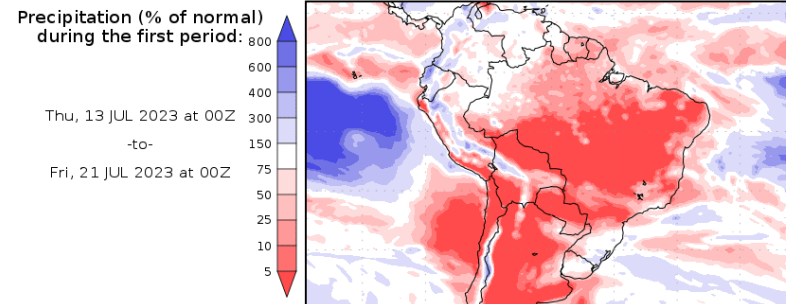 Precipitation (% of normal)
during the first period:
800
600
400
300
150
75
50
25
10
5
Thu, 13 JUL 2023 at 00Z
-to-
Fri, 21 JUL 2023 at 00Z